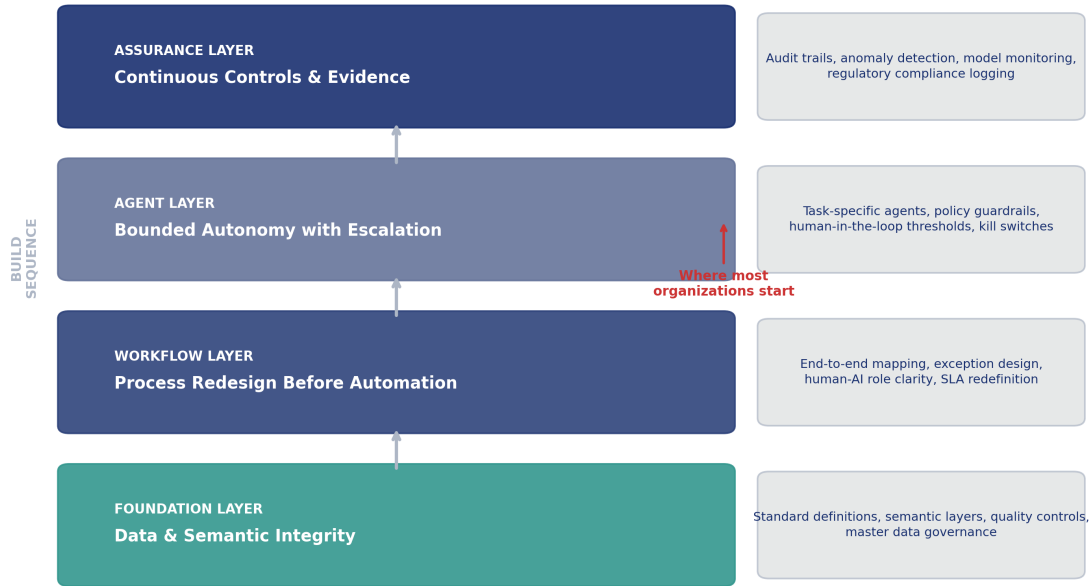 ASSURANCE LAYER
Continuous Controls & Evidence
Audit trails, anomaly detection, model monitoring,
regulatory compliance logging
AGENT LAYER
Bounded Autonomy with Escalation
Task-specific agents, policy guardrails,
human-in-the-loop thresholds, kill switches
BUILD
SEQUENCE
Where most
organizations start
WORKFLOW LAYER
Process Redesign Before Automation
End-to-end mapping, exception design,
human-AI role clarity, SLA redefinition
FOUNDATION LAYER
Data & Semantic Integrity
Standard definitions, semantic layers, quality controls,
master data governance